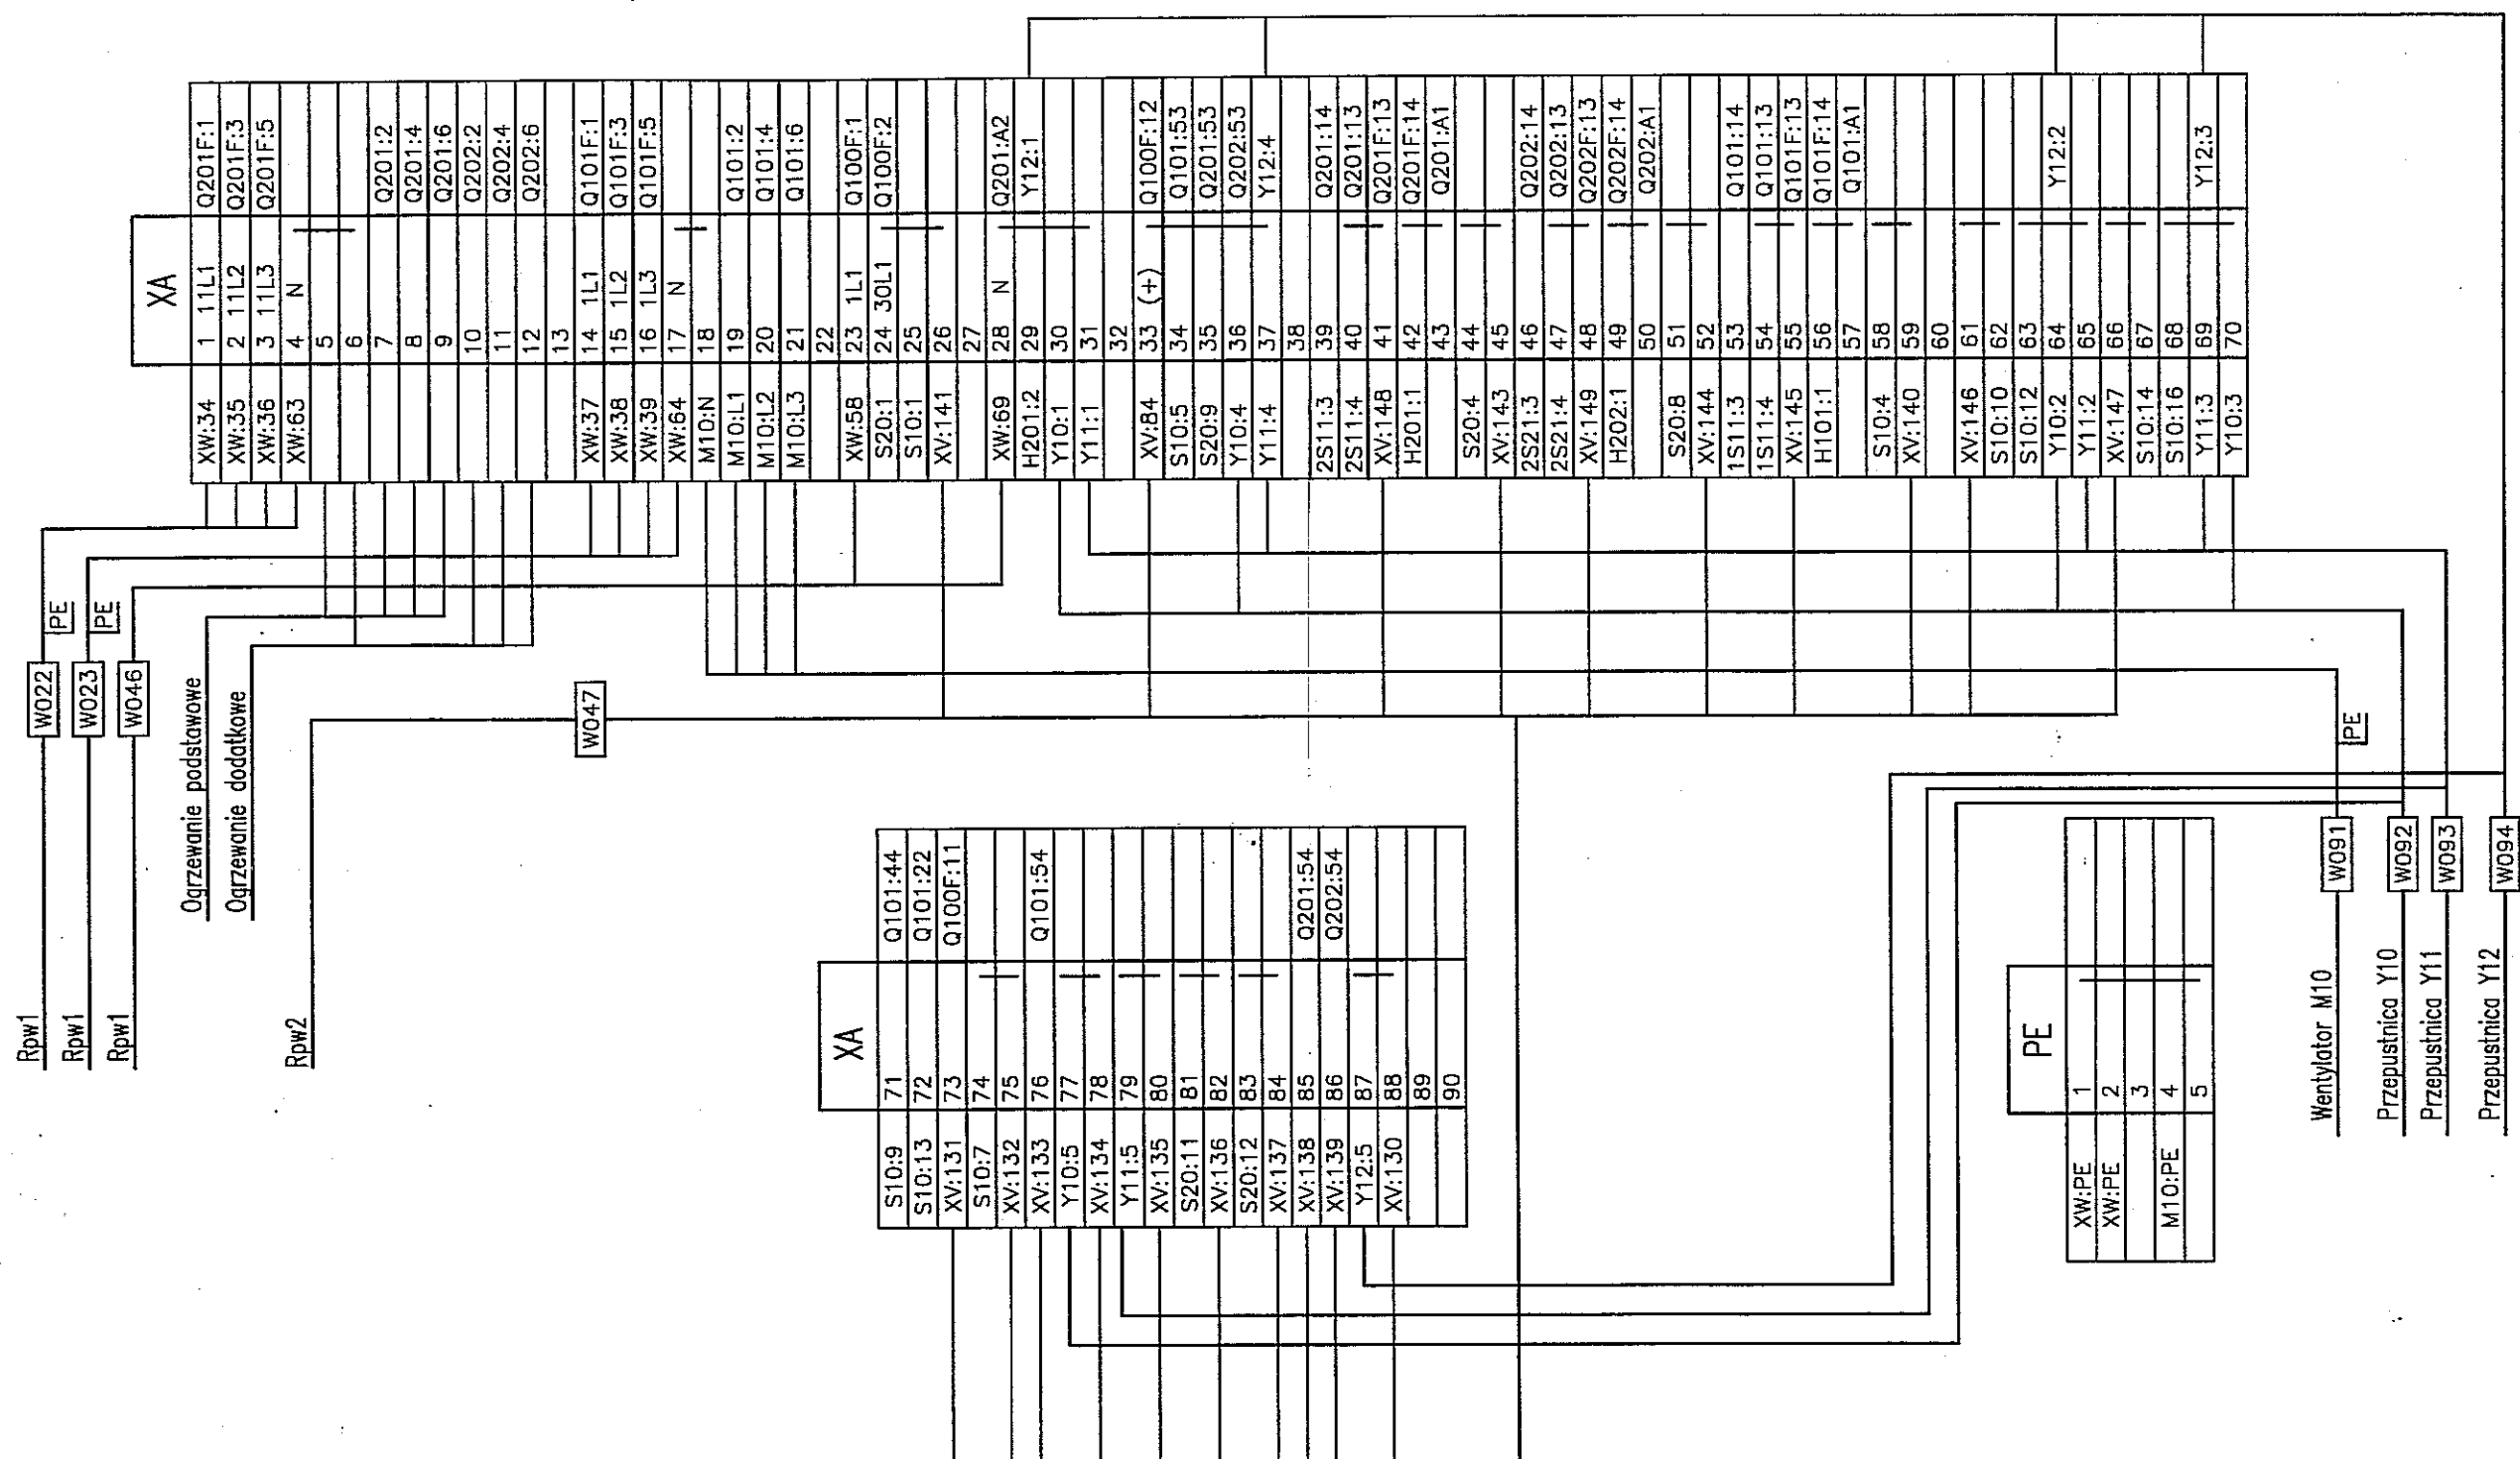 XA
XW:34 1 11L1 Q201F:1
XW:35 2 11L2 Q201F:3
XW:36 3 11L3 Q201F:5
XW:63 4 N
5
6
7 Q201:2
8 Q201:4
9 Q201:6
10 Q202:2
11 Q202:4
12 Q202:6
13
XW:37 14 1L1 Q101F:1
XW:38 15 1L2 Q101F:3
XW:39 16 1L3 Q101F:5
XW:64 17 N
M10:N 18
M10:L1 19 Q101:2
M10:L2 20 Q101:4
M10:L3 21 Q101:6
22
XW:58 23 1L1 Q100F:1
S20:1 24 30L1 Q100F:2
S10:1 25
XV:141 26
27
XW:69 28 N Q201:A2
H201:2 29 Y12:1
Y10:1 30
Y11:1 31
32
XV:84 33 (+) Q100F:12
S10:5 34 Q101:53
S20:9 35 Q201:53
Y10:4 36 Q202:53
Y11:4 37 Y12:4
38
2S11:3 39 Q201:14
2S11:4 40 Q201:13
XV:148 41 Q201F:13
H201:1 42 Q201F:14
43 Q201:A1
S20:4 44
XV:143 45
2S21:3 46 Q202:14
2S21:4 47 Q202:13
XV:149 48 Q202F:13
H202:1 49 Q202F:14
50 Q202:A1
S20:8 51
XV:144 52
1S11:3 53 Q101:14
1S11:4 54 Q101:13
XV:145 55 Q101F:13
H101:1 56 Q101F:14
57 Q101:A1
S10:4 58
XV:140 59
60
XV:146 61
S10:10 62
S10:12 63
Y10:2 64 Y12:2
Y11:2 65
XV:147 66
S10:14 67
S10:16 68
Y11:3 69 Y12:3
Y10:3 70
Rpw1 W022 PE
Rpw1 W023 PE
Rpw1 W046
Ogrzewanie podstawowe
Ogrzewanie dodatkowe
Rpw2 W047
XA
S10:9 71 Q101:44
S10:13 72 Q101:22
XV:131 73 Q100F:11
S10:7 74
XV:132 75
XV:133 76 Q101:54
Y10:5 77
XV:134 78
Y11:5 79
XV:135 80
S20:11 81
XV:136 82
S20:12 83
XV:137 84
XV:138 85 Q201:54
XV:139 86 Q202:54
Y12:5 87
XV:130 88
89
90
PE
XW:PE 1
XW:PE 2
3
M10:PE 4
5
Wentylator M10 W091 PE
Przepustnica Y10 W092
Przepustnica Y11 W093
Przepustnica Y12 W094